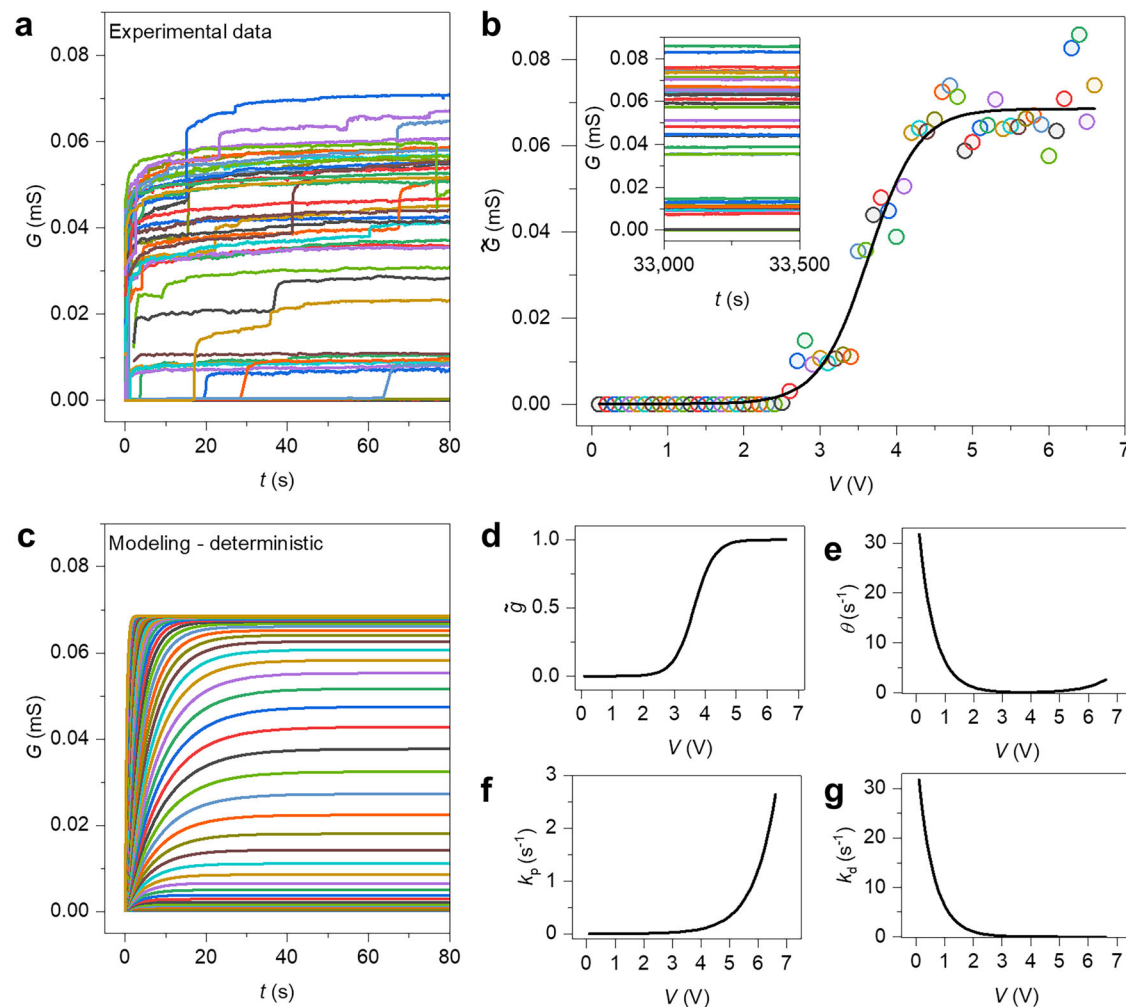 a
Experimental data
0.08
0.06
0.04
0.02
0.00
G (mS)
0 20 40 60 80
t (s)
b
0.08
0.06
0.04
0.02
0.00
G̃ (mS)
0 1 2 3 4 5 6 7
V (V)
0.08
0.06
0.04
0.02
0.00
G (mS)
33,000 33,500
t (s)
c
Modeling - deterministic
0.08
0.06
0.04
0.02
0.00
G (mS)
0 20 40 60 80
t (s)
d
1.0
0.5
0.0
g̃
0 1 2 3 4 5 6 7
V (V)
e
30
20
10
0
θ (s⁻¹)
0 1 2 3 4 5 6 7
V (V)
f
3
2
1
0
kₚ (s⁻¹)
0 1 2 3 4 5 6 7
V (V)
g
30
20
10
0
k_d (s⁻¹)
0 1 2 3 4 5 6 7
V (V)